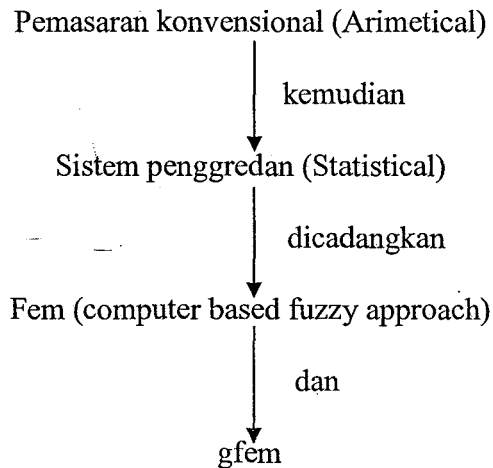 Pemasaran konvensional (Arimetical)
kemudian
Sistem penggredan (Statistical)
dicadangkan
Fem (computer based fuzzy approach)
dan
gfem